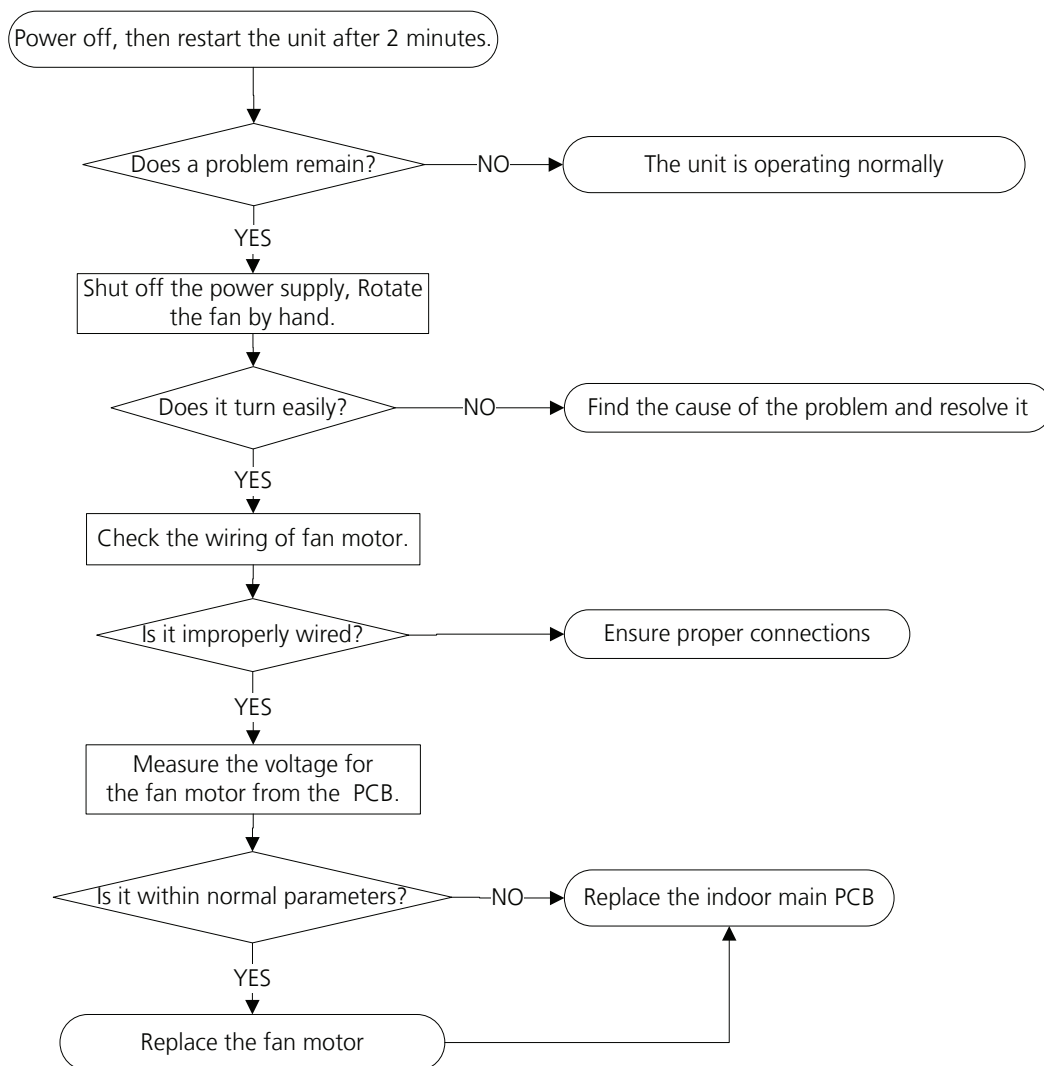 Power off, then restart the unit after 2 minutes.
Does a problem remain?
NO
The unit is operating normally
YES
Shut off the power supply, Rotate
the fan by hand.
Does it turn easily?
NO
Find the cause of the problem and resolve it
YES
Check the wiring of fan motor.
Is it improperly wired?
Ensure proper connections
YES
Measure the voltage for
the fan motor from the PCB.
Is it within normal parameters?
NO
Replace the indoor main PCB
YES
Replace the fan motor